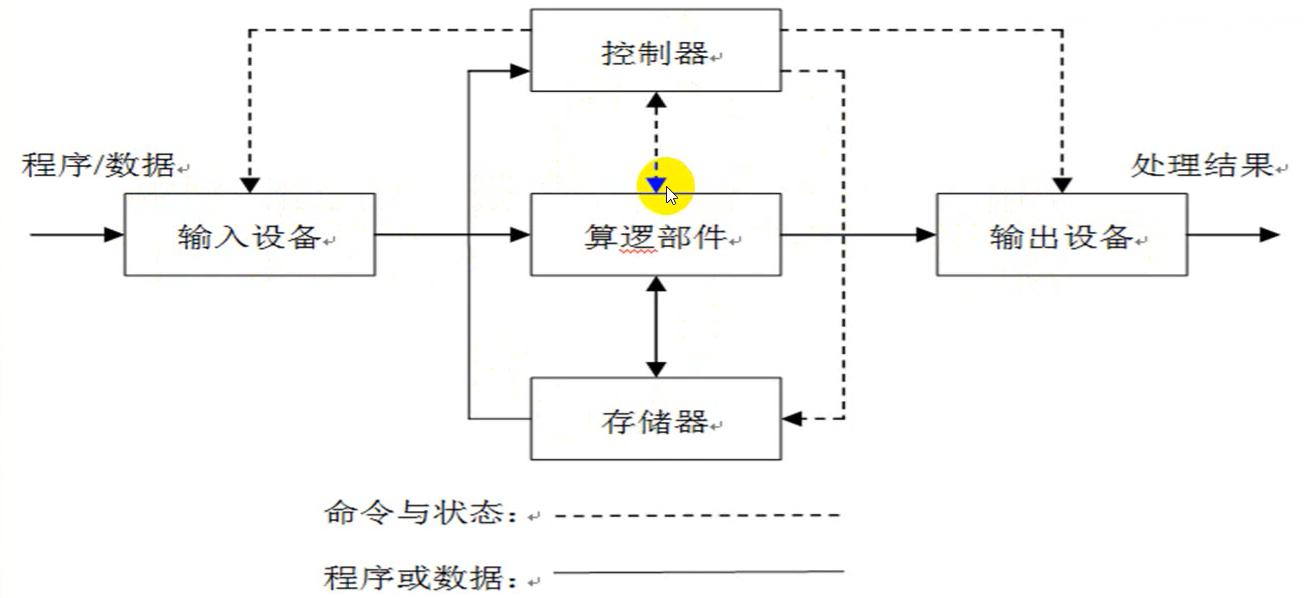 控制器
程序/数据
处理结果
输入设备
算逻部件
输出设备
存储器
命令与状态：
程序或数据：